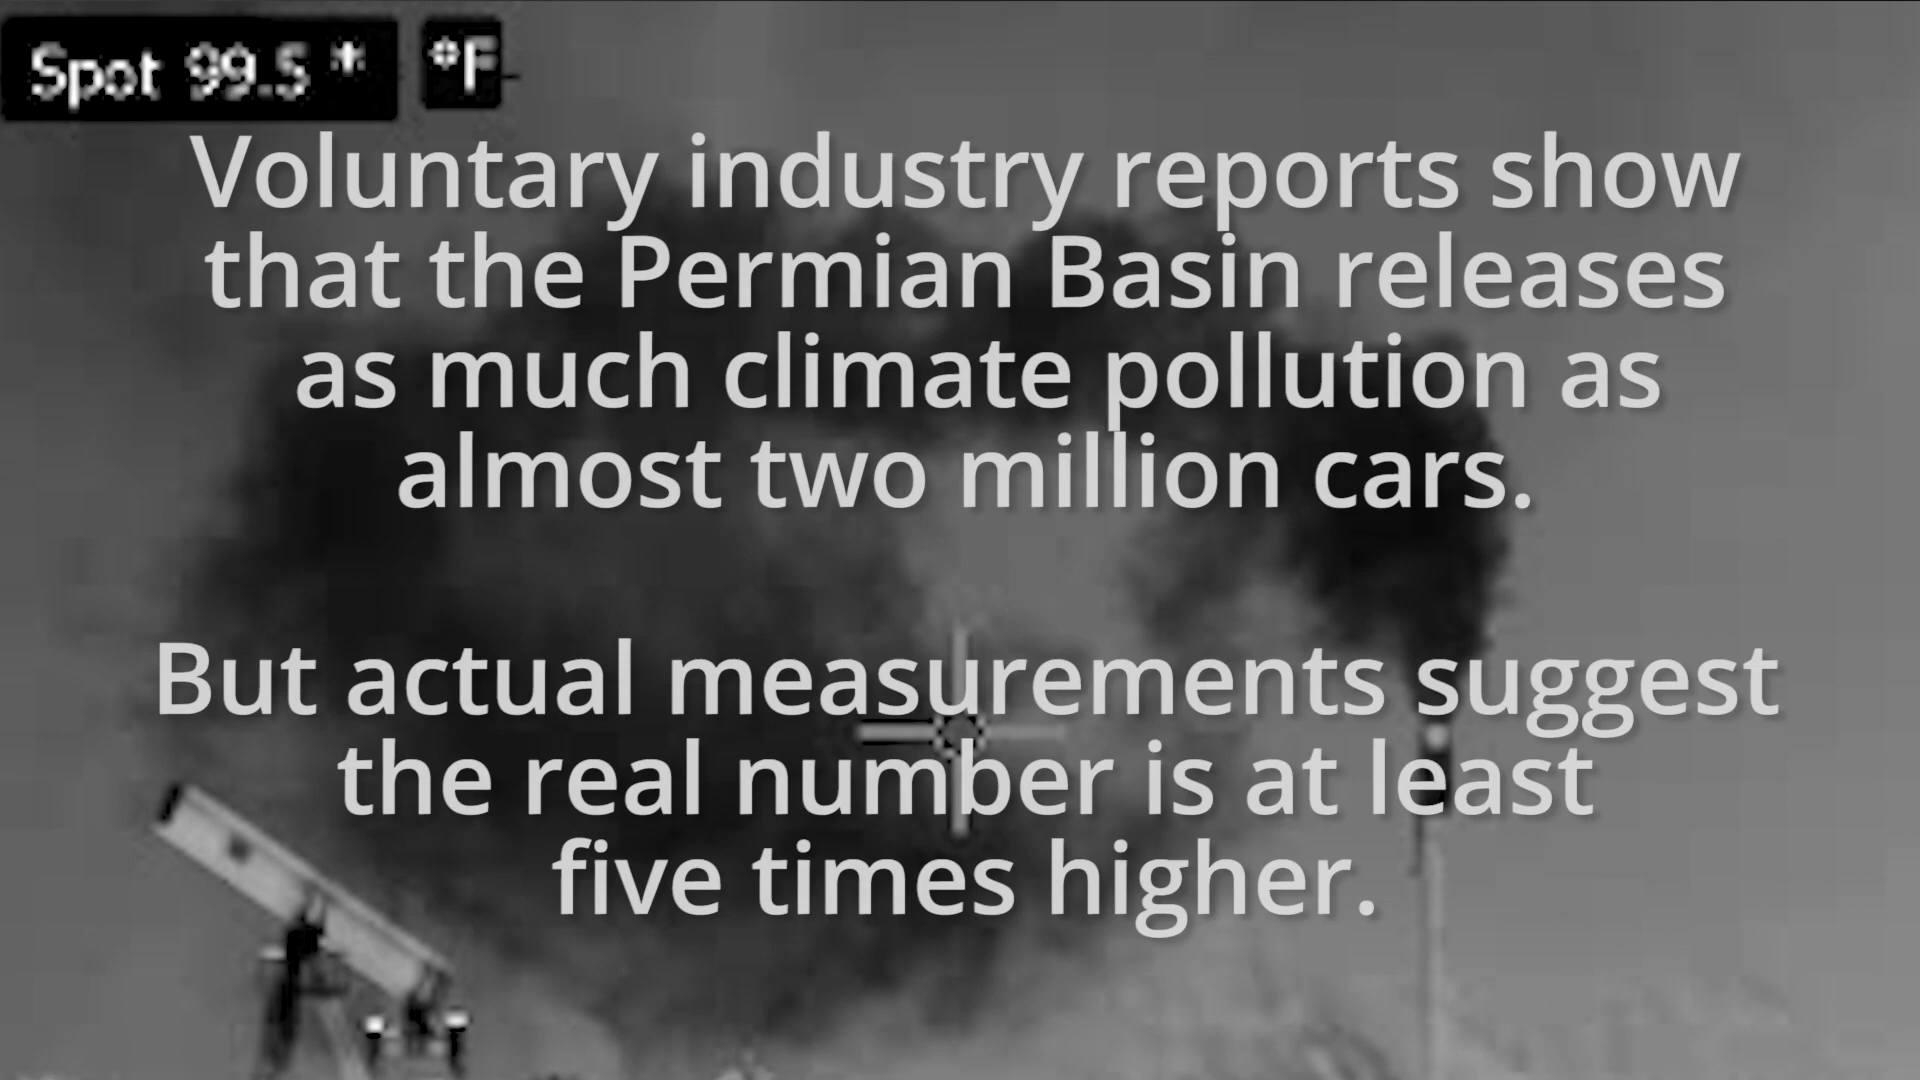 Spot 99.5 * °F
Voluntary industry reports show
that the Permian Basin releases
as much climate pollution as
almost two million cars.
But actual measurements suggest
the real number is at least
five times higher.